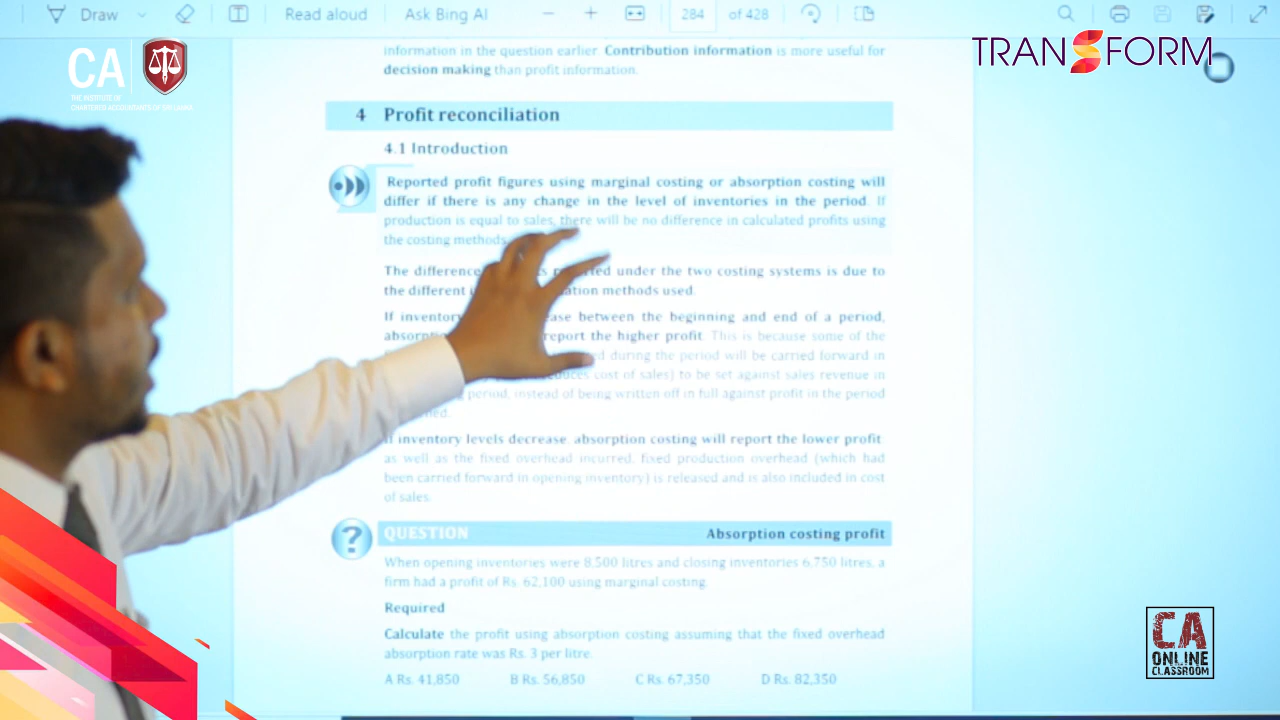 Draw
Read aloud
Ask Bing AI
284 of 428
CA
THE INSTITUTE OF
CHARTERED ACCOUNTANTS OF SRI LANKA
TRANSFORM
information in the question earlier. Contribution information is more useful for
decision making than profit information.
4 Profit reconciliation
4.1 Introduction
Reported profit figures using marginal costing or absorption costing will
differ if there is any change in the level of inventories in the period. If
production is equal to sales, there will be no difference in calculated profits using
the costing methods
The difference under the two costing systems is due to
the different methods used.
If inventory between the beginning and end of a period,
report the higher profit. This is because some of the
during the period will be carried forward in
cost of sales) to be set against sales revenue in
period, instead of being written off in full against profit in the period
If inventory levels decrease, absorption costing will report the lower profit
as well as the fixed overhead incurred, fixed production overhead (which had
been carried forward in opening inventory) is released and is also included in cost
of sales.
? QUESTION Absorption costing profit
When opening inventories were 8,500 litres and closing inventories 6,750 litres, a
firm had a profit of Rs. 62,100 using marginal costing.
Required
Calculate the profit using absorption costing assuming that the fixed overhead
absorption rate was Rs. 3 per litre.
A Rs. 41,850 B Rs. 56,850 C Rs. 67,350 D Rs. 82,350
CA
ONLINE
CLASSROOM